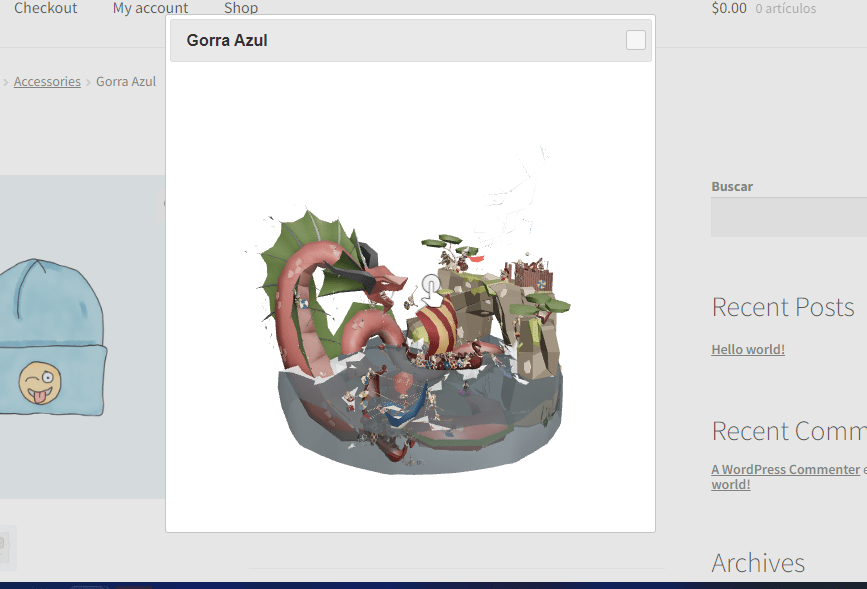 Checkout My account Shop $0.00 0 artículos
Gorra Azul
› Accessories › Gorra Azul
Buscar
Recent Posts
Hello world!
Recent Comm
A WordPress Commenter e
world!
Archives